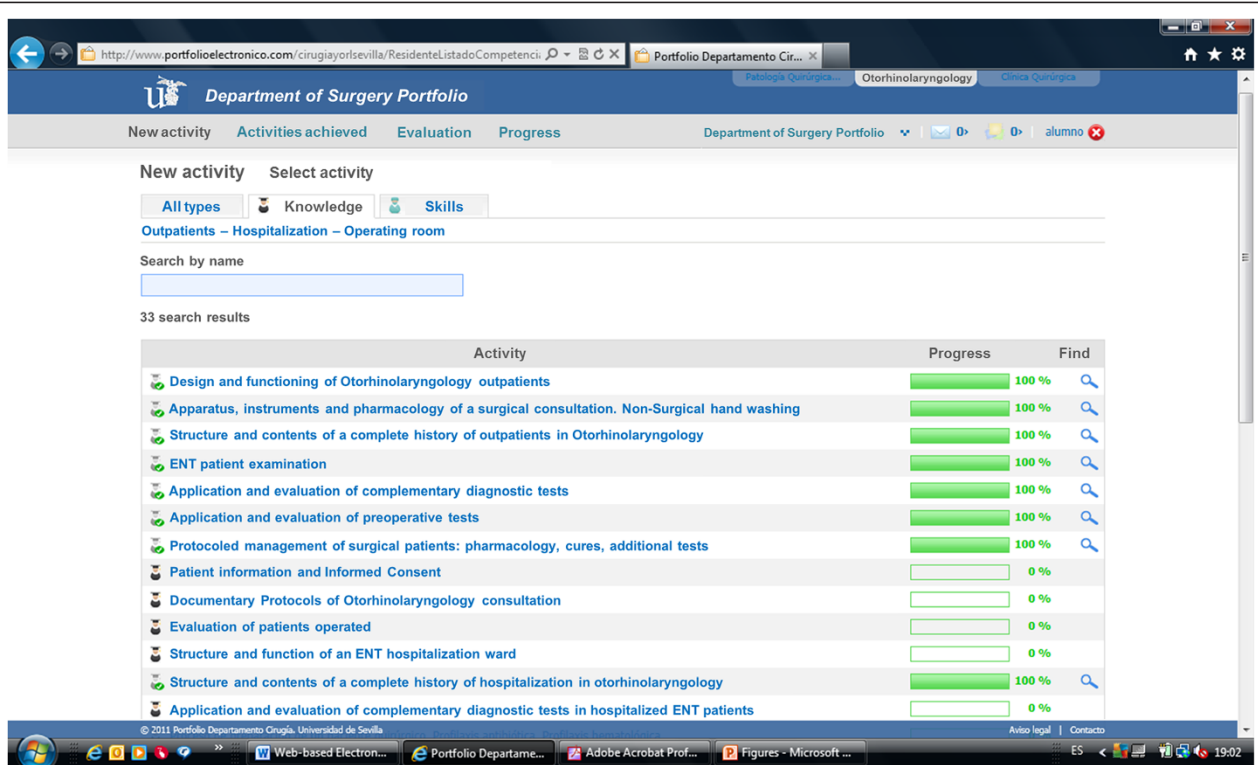 http://www.portfolioelectronico.com/cirugiayorlsevilla/ResidenteListadoCompetenci
Portfolio Departamento Cir...
Patología Quirúrgica... Otorhinolaryngology Clínica Quirúrgica
Department of Surgery Portfolio
New activity Activities achieved Evaluation Progress Department of Surgery Portfolio 0 0 alumno
New activity Select activity
All types Knowledge Skills
Outpatients – Hospitalization – Operating room
Search by name
33 search results
Activity Progress Find
Design and functioning of Otorhinolaryngology outpatients 100 %
Apparatus, instruments and pharmacology of a surgical consultation. Non-Surgical hand washing 100 %
Structure and contents of a complete history of outpatients in Otorhinolaryngology 100 %
ENT patient examination 100 %
Application and evaluation of complementary diagnostic tests 100 %
Application and evaluation of preoperative tests 100 %
Protocoled management of surgical patients: pharmacology, cures, additional tests 100 %
Patient information and Informed Consent 0 %
Documentary Protocols of Otorhinolaryngology consultation 0 %
Evaluation of patients operated 0 %
Structure and function of an ENT hospitalization ward 0 %
Structure and contents of a complete history of hospitalization in otorhinolaryngology 100 %
Application and evaluation of complementary diagnostic tests in hospitalized ENT patients 0 %
© 2011 Portfolio Departamento Cirugía. Universidad de Sevilla Aviso legal | Contacto
Web-based Electron... Portfolio Departame... Adobe Acrobat Prof... Figures - Microsoft ... ES 19:02